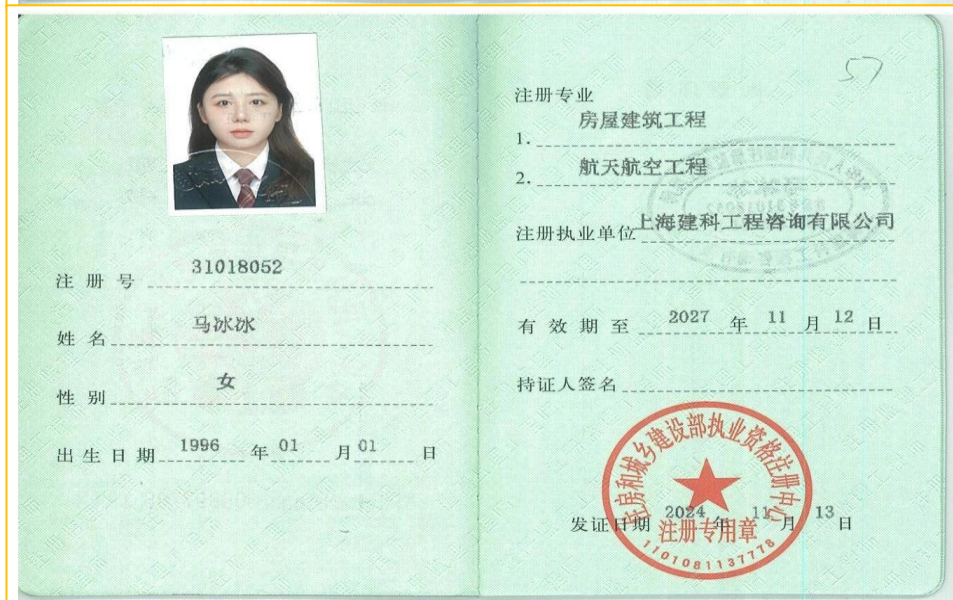 注册号 31018052
姓名 马冰冰
性别 女
出生日期 1996 年 01 月 01 日
57
注册专业
1. 房屋建筑工程
2. 航天航空工程
注册执业单位 上海建科工程咨询有限公司
有效期至 2027 年 11 月 12 日
持证人签名
住房和城乡建设部执业资格注册中心
发证日期 2024 年 11 月 13 日
注册专用章
1101081137778